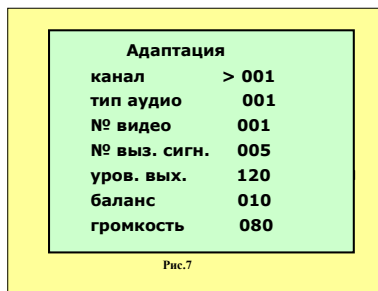 Адаптация
канал > 001
тип аудио 001
№ видео 001
№ выз. сигн. 005
уров. вых. 120
баланс 010
громкость 080
Рис.7